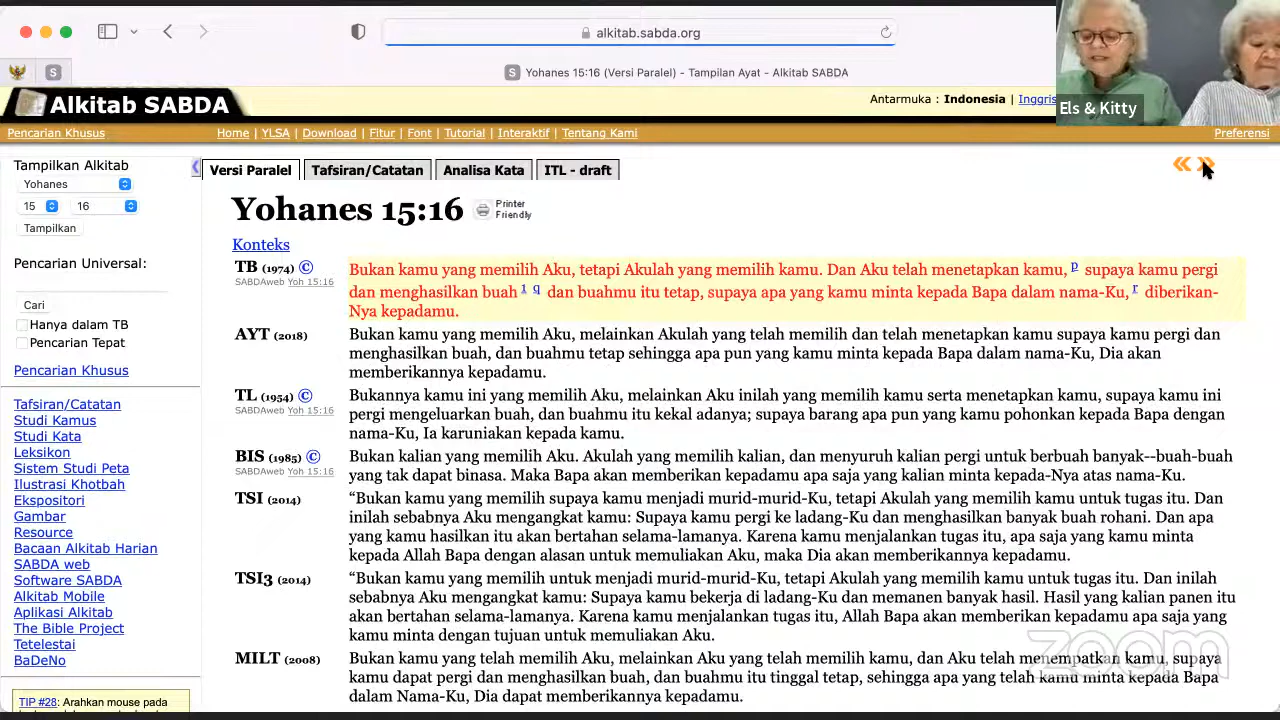 alkitab.sabda.org
S
S Yohanes 15:16 (Versi Paralel) - Tampilan Ayat - Alkitab SABDA
Els & Kitty
Alkitab SABDA
Antarmuka : Indonesia | Inggris
Pencarian Khusus
Home | YLSA | Download | Fitur | Font | Tutorial | Interaktif | Tentang Kami
Preferensi
Tampilkan Alkitab
Yohanes
15 16
Tampilkan
Pencarian Universal:
Cari
Hanya dalam TB
Pencarian Tepat
Pencarian Khusus
Tafsiran/Catatan
Studi Kamus
Studi Kata
Leksikon
Sistem Studi Peta
Ilustrasi Khotbah
Ekspositori
Gambar
Resource
Bacaan Alkitab Harian
SABDA web
Software SABDA
Alkitab Mobile
Aplikasi Alkitab
The Bible Project
Tetelestai
BaDeNo
TIP #28: Arahkan mouse pada
Versi Paralel Tafsiran/Catatan Analisa Kata ITL - draft
« »
Yohanes 15:16 Printer Friendly
Konteks
TB (1974) ©
SABDAweb Yoh 15:16
Bukan kamu yang memilih Aku, tetapi Akulah yang memilih kamu. Dan Aku telah menetapkan kamu, p supaya kamu pergi
dan menghasilkan buah 1 q dan buahmu itu tetap, supaya apa yang kamu minta kepada Bapa dalam nama-Ku, r diberikan-
Nya kepadamu.
AYT (2018)
Bukan kamu yang memilih Aku, melainkan Akulah yang telah memilih dan telah menetapkan kamu supaya kamu pergi dan
menghasilkan buah, dan buahmu tetap sehingga apa pun yang kamu minta kepada Bapa dalam nama-Ku, Dia akan
memberikannya kepadamu.
TL (1954) ©
SABDAweb Yoh 15:16
Bukannya kamu ini yang memilih Aku, melainkan Aku inilah yang memilih kamu serta menetapkan kamu, supaya kamu ini
pergi mengeluarkan buah, dan buahmu itu kekal adanya; supaya barang apa pun yang kamu pohonkan kepada Bapa dengan
nama-Ku, Ia karuniakan kepada kamu.
BIS (1985) ©
SABDAweb Yoh 15:16
Bukan kalian yang memilih Aku. Akulah yang memilih kalian, dan menyuruh kalian pergi untuk berbuah banyak--buah-buah
yang tak dapat binasa. Maka Bapa akan memberikan kepadamu apa saja yang kalian minta kepada-Nya atas nama-Ku.
TSI (2014)
“Bukan kamu yang memilih supaya kamu menjadi murid-murid-Ku, tetapi Akulah yang memilih kamu untuk tugas itu. Dan
inilah sebabnya Aku mengangkat kamu: Supaya kamu pergi ke ladang-Ku dan menghasilkan banyak buah rohani. Dan apa
yang kamu hasilkan itu akan bertahan selama-lamanya. Karena kamu menjalankan tugas itu, apa saja yang kamu minta
kepada Allah Bapa dengan alasan untuk memuliakan Aku, maka Dia akan memberikannya kepadamu.
TSI3 (2014)
“Bukan kamu yang memilih untuk menjadi murid-murid-Ku, tetapi Akulah yang memilih kamu untuk tugas itu. Dan inilah
sebabnya Aku mengangkat kamu: Supaya kamu bekerja di ladang-Ku dan memanen banyak hasil. Hasil yang kalian panen itu
akan bertahan selama-lamanya. Karena kamu menjalankan tugas itu, Allah Bapa akan memberikan kepadamu apa saja yang
kamu minta dengan tujuan untuk memuliakan Aku.
MILT (2008)
Bukan kamu yang telah memilih Aku, melainkan Aku yang telah memilih kamu, dan Aku telah menempatkan kamu, supaya
kamu dapat pergi dan menghasilkan buah, dan buahmu itu tinggal tetap, sehingga apa yang telah kamu minta kepada Bapa
dalam Nama-Ku, Dia dapat memberikannya kepadamu.
zoom